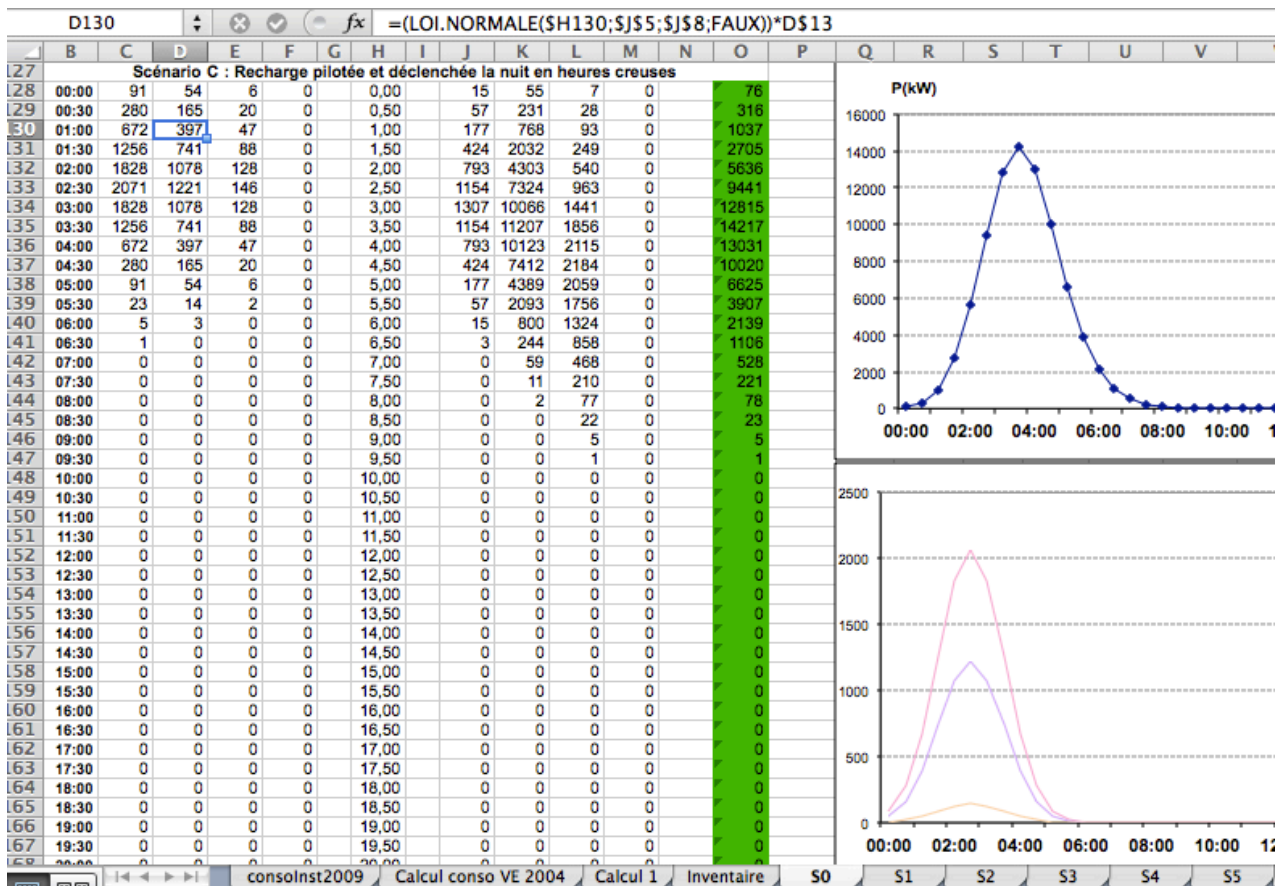 D130 fx =(LOI.NORMALE($H130;$J$5;$J$8;FAUX))*D$13
B C D E F G H I J K L M N O P Q R S T U V
127 Scénario C : Recharge pilotée et déclenchée la nuit en heures creuses
128 00:00 91 54 6 0 0,00 15 55 7 0 76
129 00:30 280 165 20 0 0,50 57 231 28 0 316
130 01:00 672 397 47 0 1,00 177 768 93 0 1037
131 01:30 1256 741 88 0 1,50 424 2032 249 0 2705
132 02:00 1828 1078 128 0 2,00 793 4303 540 0 5636
133 02:30 2071 1221 146 0 2,50 1154 7324 963 0 9441
134 03:00 1828 1078 128 0 3,00 1307 10066 1441 0 12815
135 03:30 1256 741 88 0 3,50 1154 11207 1856 0 14217
136 04:00 672 397 47 0 4,00 793 10123 2115 0 13031
137 04:30 280 165 20 0 4,50 424 7412 2184 0 10020
138 05:00 91 54 6 0 5,00 177 4389 2059 0 6625
139 05:30 23 14 2 0 5,50 57 2093 1756 0 3907
140 06:00 5 3 0 0 6,00 15 800 1324 0 2139
141 06:30 1 0 0 0 6,50 3 244 858 0 1106
142 07:00 0 0 0 0 7,00 0 59 468 0 528
143 07:30 0 0 0 0 7,50 0 11 210 0 221
144 08:00 0 0 0 0 8,00 0 2 77 0 78
145 08:30 0 0 0 0 8,50 0 0 22 0 23
146 09:00 0 0 0 0 9,00 0 0 5 0 5
147 09:30 0 0 0 0 9,50 0 0 1 0 1
148 10:00 0 0 0 0 10,00 0 0 0 0 0
149 10:30 0 0 0 0 10,50 0 0 0 0 0
150 11:00 0 0 0 0 11,00 0 0 0 0 0
151 11:30 0 0 0 0 11,50 0 0 0 0 0
152 12:00 0 0 0 0 12,00 0 0 0 0 0
153 12:30 0 0 0 0 12,50 0 0 0 0 0
154 13:00 0 0 0 0 13,00 0 0 0 0 0
155 13:30 0 0 0 0 13,50 0 0 0 0 0
156 14:00 0 0 0 0 14,00 0 0 0 0 0
157 14:30 0 0 0 0 14,50 0 0 0 0 0
158 15:00 0 0 0 0 15,00 0 0 0 0 0
159 15:30 0 0 0 0 15,50 0 0 0 0 0
160 16:00 0 0 0 0 16,00 0 0 0 0 0
161 16:30 0 0 0 0 16,50 0 0 0 0 0
162 17:00 0 0 0 0 17,00 0 0 0 0 0
163 17:30 0 0 0 0 17,50 0 0 0 0 0
164 18:00 0 0 0 0 18,00 0 0 0 0 0
165 18:30 0 0 0 0 18,50 0 0 0 0 0
166 19:00 0 0 0 0 19,00 0 0 0 0 0
167 19:30 0 0 0 0 19,50 0 0 0 0 0
P(kW)
16000
14000
12000
10000
8000
6000
4000
2000
0
00:00 02:00 04:00 06:00 08:00 10:00 1
2500
2000
1500
1000
500
0
00:00 02:00 04:00 06:00 08:00 10:00 12
consoInst2009 Calcul conso VE 2004 Calcul 1 Inventaire S0 S1 S2 S3 S4 S5